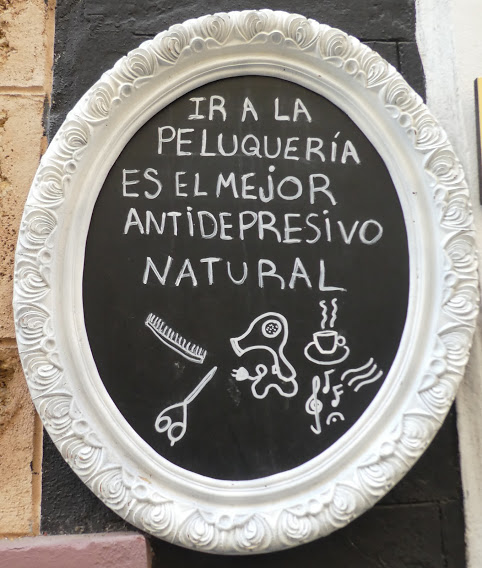 IR A LA
PELUQUERÍA
ES EL MEJOR
ANTIDEPRESIVO
NATURAL